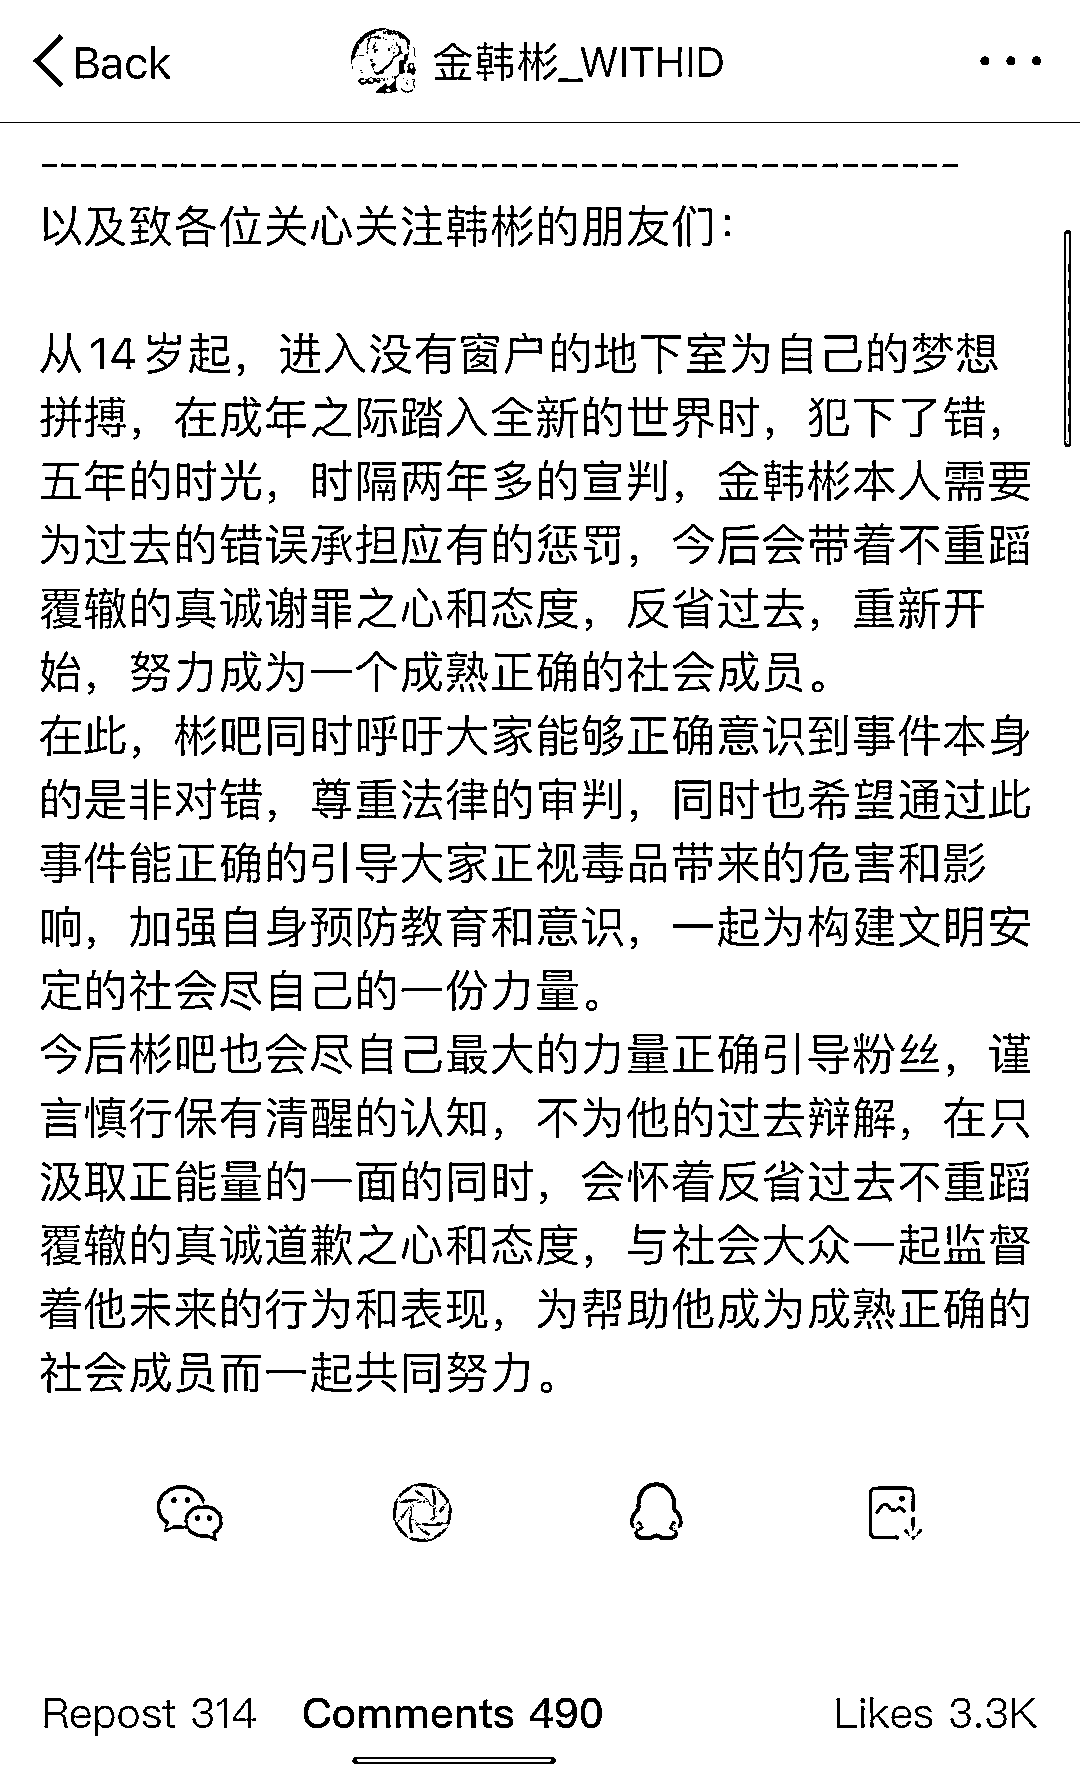 Back
金韩彬_WITHID
以及致各位关心关注韩彬的朋友们：
从14岁起，进入没有窗户的地下室为自己的梦想
拼搏，在成年之际踏入全新的世界时，犯下了错，
五年的时光，时隔两年多的宣判，金韩彬本人需要
为过去的错误承担应有的惩罚，今后会带着不重蹈
覆辙的真诚谢罪之心和态度，反省过去，重新开
始，努力成为一个成熟正确的社会成员。
在此，彬吧同时呼吁大家能够正确意识到事件本身
的是非对错，尊重法律的审判，同时也希望通过此
事件能正确的引导大家正视毒品带来的危害和影
响，加强自身预防教育和意识，一起为构建文明安
定的社会尽自己的一份力量。
今后彬吧也会尽自己最大的力量正确引导粉丝，谨
言慎行保有清醒的认知，不为他的过去辩解，在只
汲取正能量的一面的同时，会怀着反省过去不重蹈
覆辙的真诚道歉之心和态度，与社会大众一起监督
着他未来的行为和表现，为帮助他成为成熟正确的
社会成员而一起共同努力。
Repost 314 Comments 490 Likes 3.3K